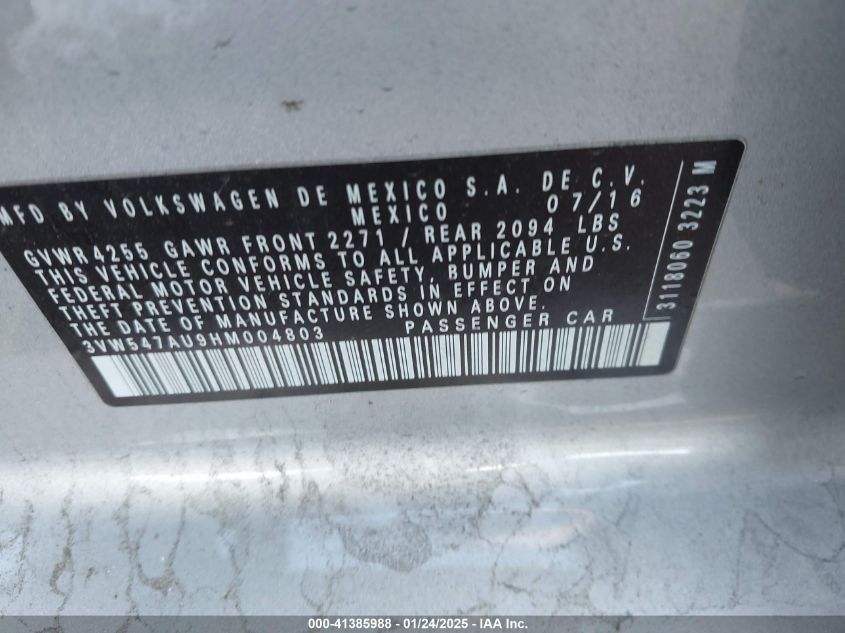 MFD BY VOLKSWAGEN DE MEXICO S.A. DE C.V.
MEXICO 07/16
GVWR 4255 GAWR FRONT 2271 / REAR 2094 LBS
THIS VEHICLE CONFORMS TO ALL APPLICABLE U.S.
FEDERAL MOTOR VEHICLE SAFETY, BUMPER AND
THEFT PREVENTION STANDARDS IN EFFECT ON
THE DATE OF MANUFACTURE SHOWN ABOVE.
3VW547AU9HM004803 PASSENGER CAR
3118060 3223 M
000-41385988 - 01/24/2025 - IAA Inc.